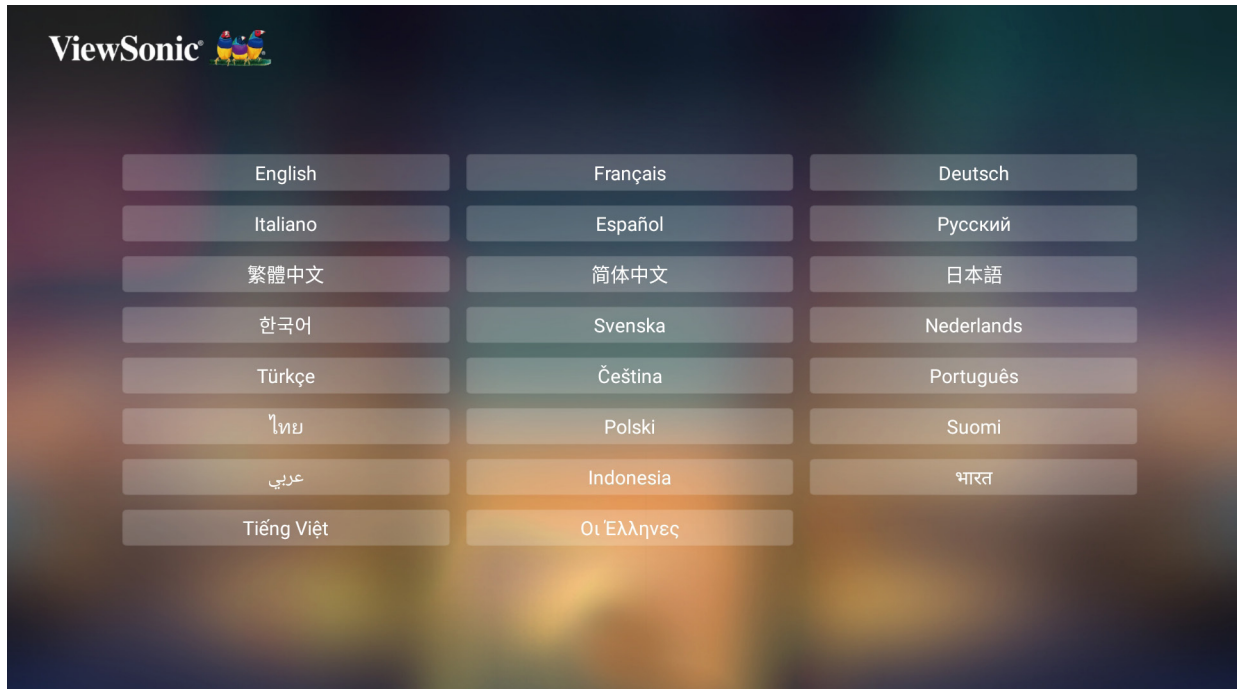 ViewSonic®
English Français Deutsch
Italiano Español Русский
繁體中文 简体中文 日本語
한국어 Svenska Nederlands
Türkçe Čeština Português
ไทย Polski Suomi
عربي Indonesia भारत
Tiếng Việt Οι Έλληνες